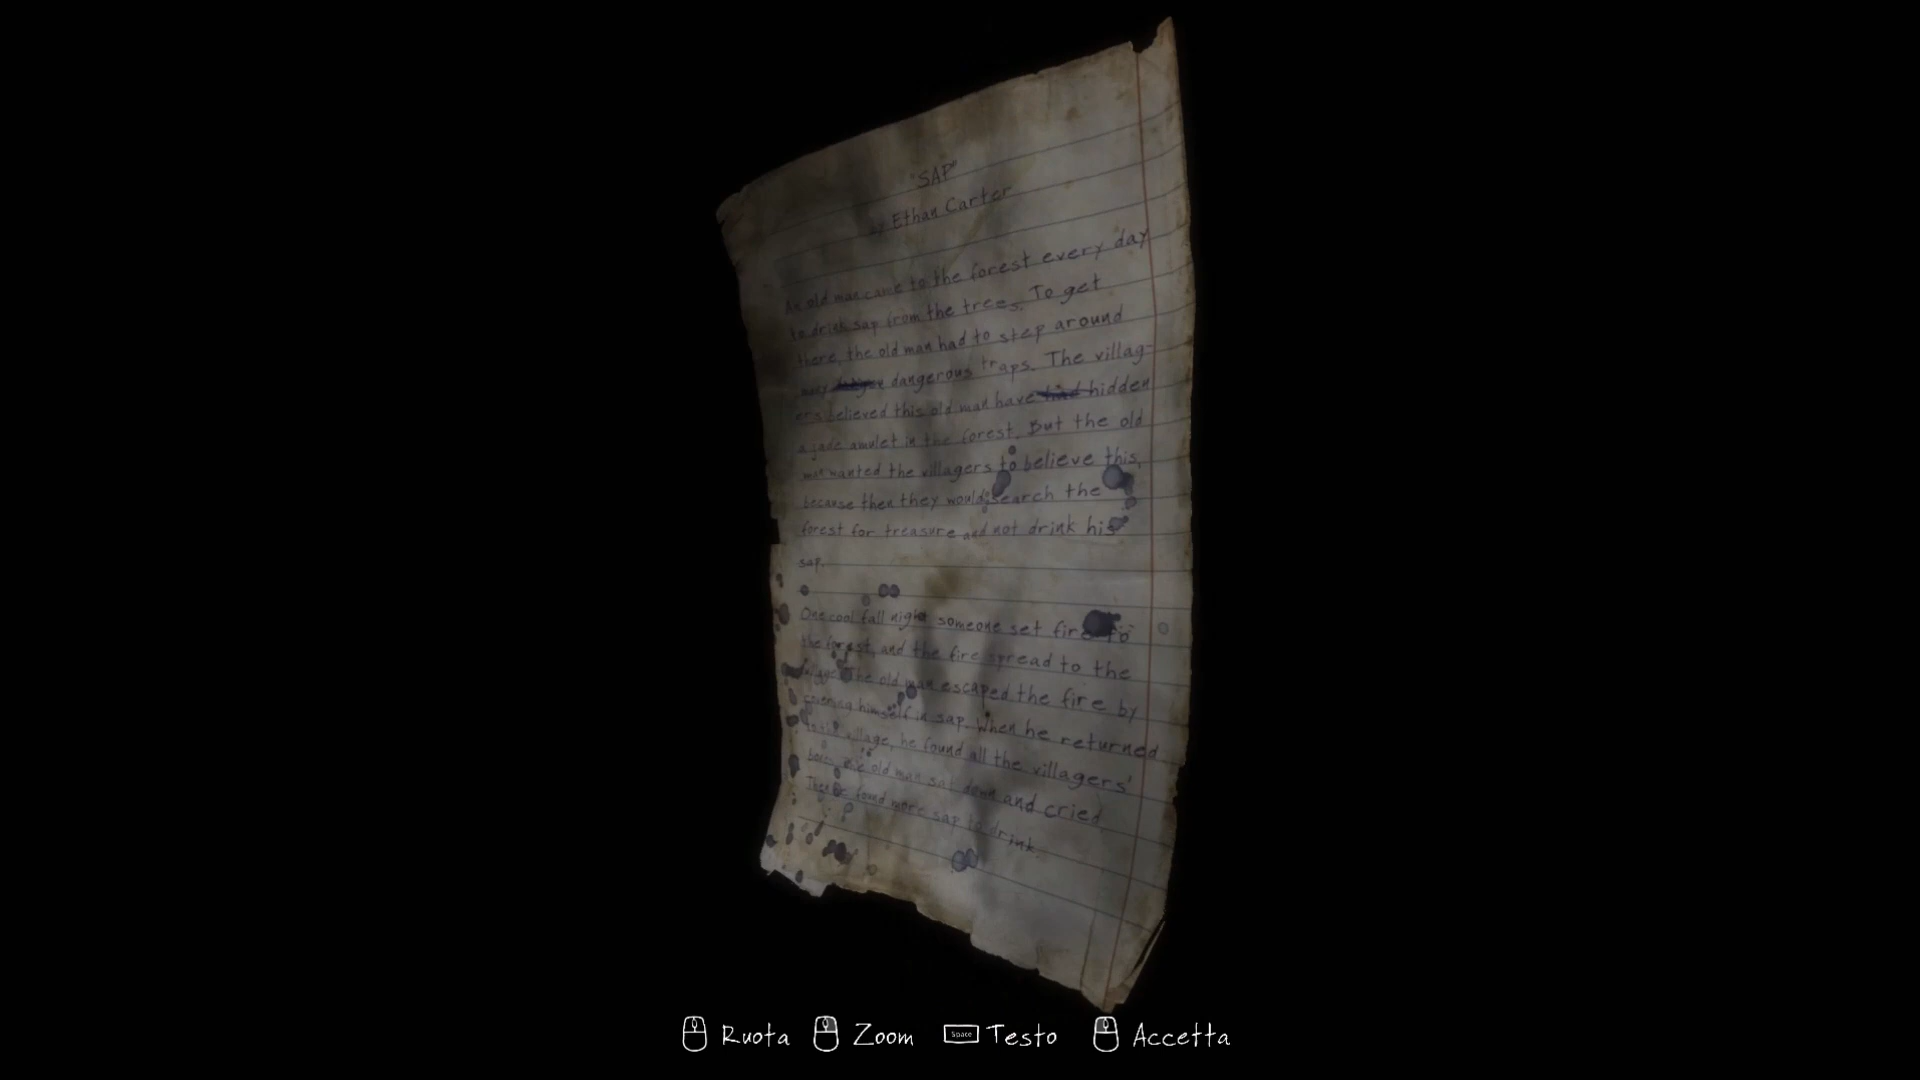 "SAP"
by Ethan Carter
An old man came to the forest every day
to drink sap from the trees. To get
there, the old man had to step around
many dangerous traps. The villag-
ers believed this old man have had hidden
a jade amulet in the forest. But the old
man wanted the villagers to believe this,
because then they would search the
forest for treasure and not drink his
sap.
One cool fall night someone set fire to
the forest, and the fire spread to the
village. The old man escaped the fire by
covering himself in sap. When he returned
to the village, he found all the villagers'
the old man sat down and cried
Then he found more sap to drink.
Ruota Zoom Space Testo Accetta